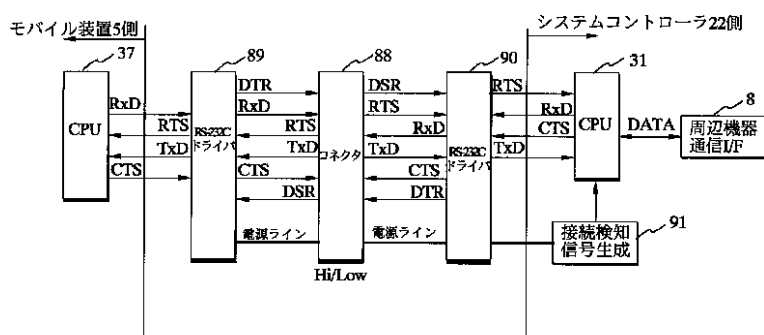 モバイル装置5側
システムコントローラ22側
37
89
88
90
31
8
CPU
RxD
RTS
TxD
CTS
RS-232C
ドライバ
DTR
RxD
RTS
TxD
CTS
DSR
電源ライン
コネクタ
Hi/Low
DSR
RTS
RxD
TxD
CTS
DTR
電源ライン
RS-232C
ドライバ
RTS
RxD
CTS
TxD
CPU
DATA
周辺機器
通信I/F
接続検知
信号生成
91